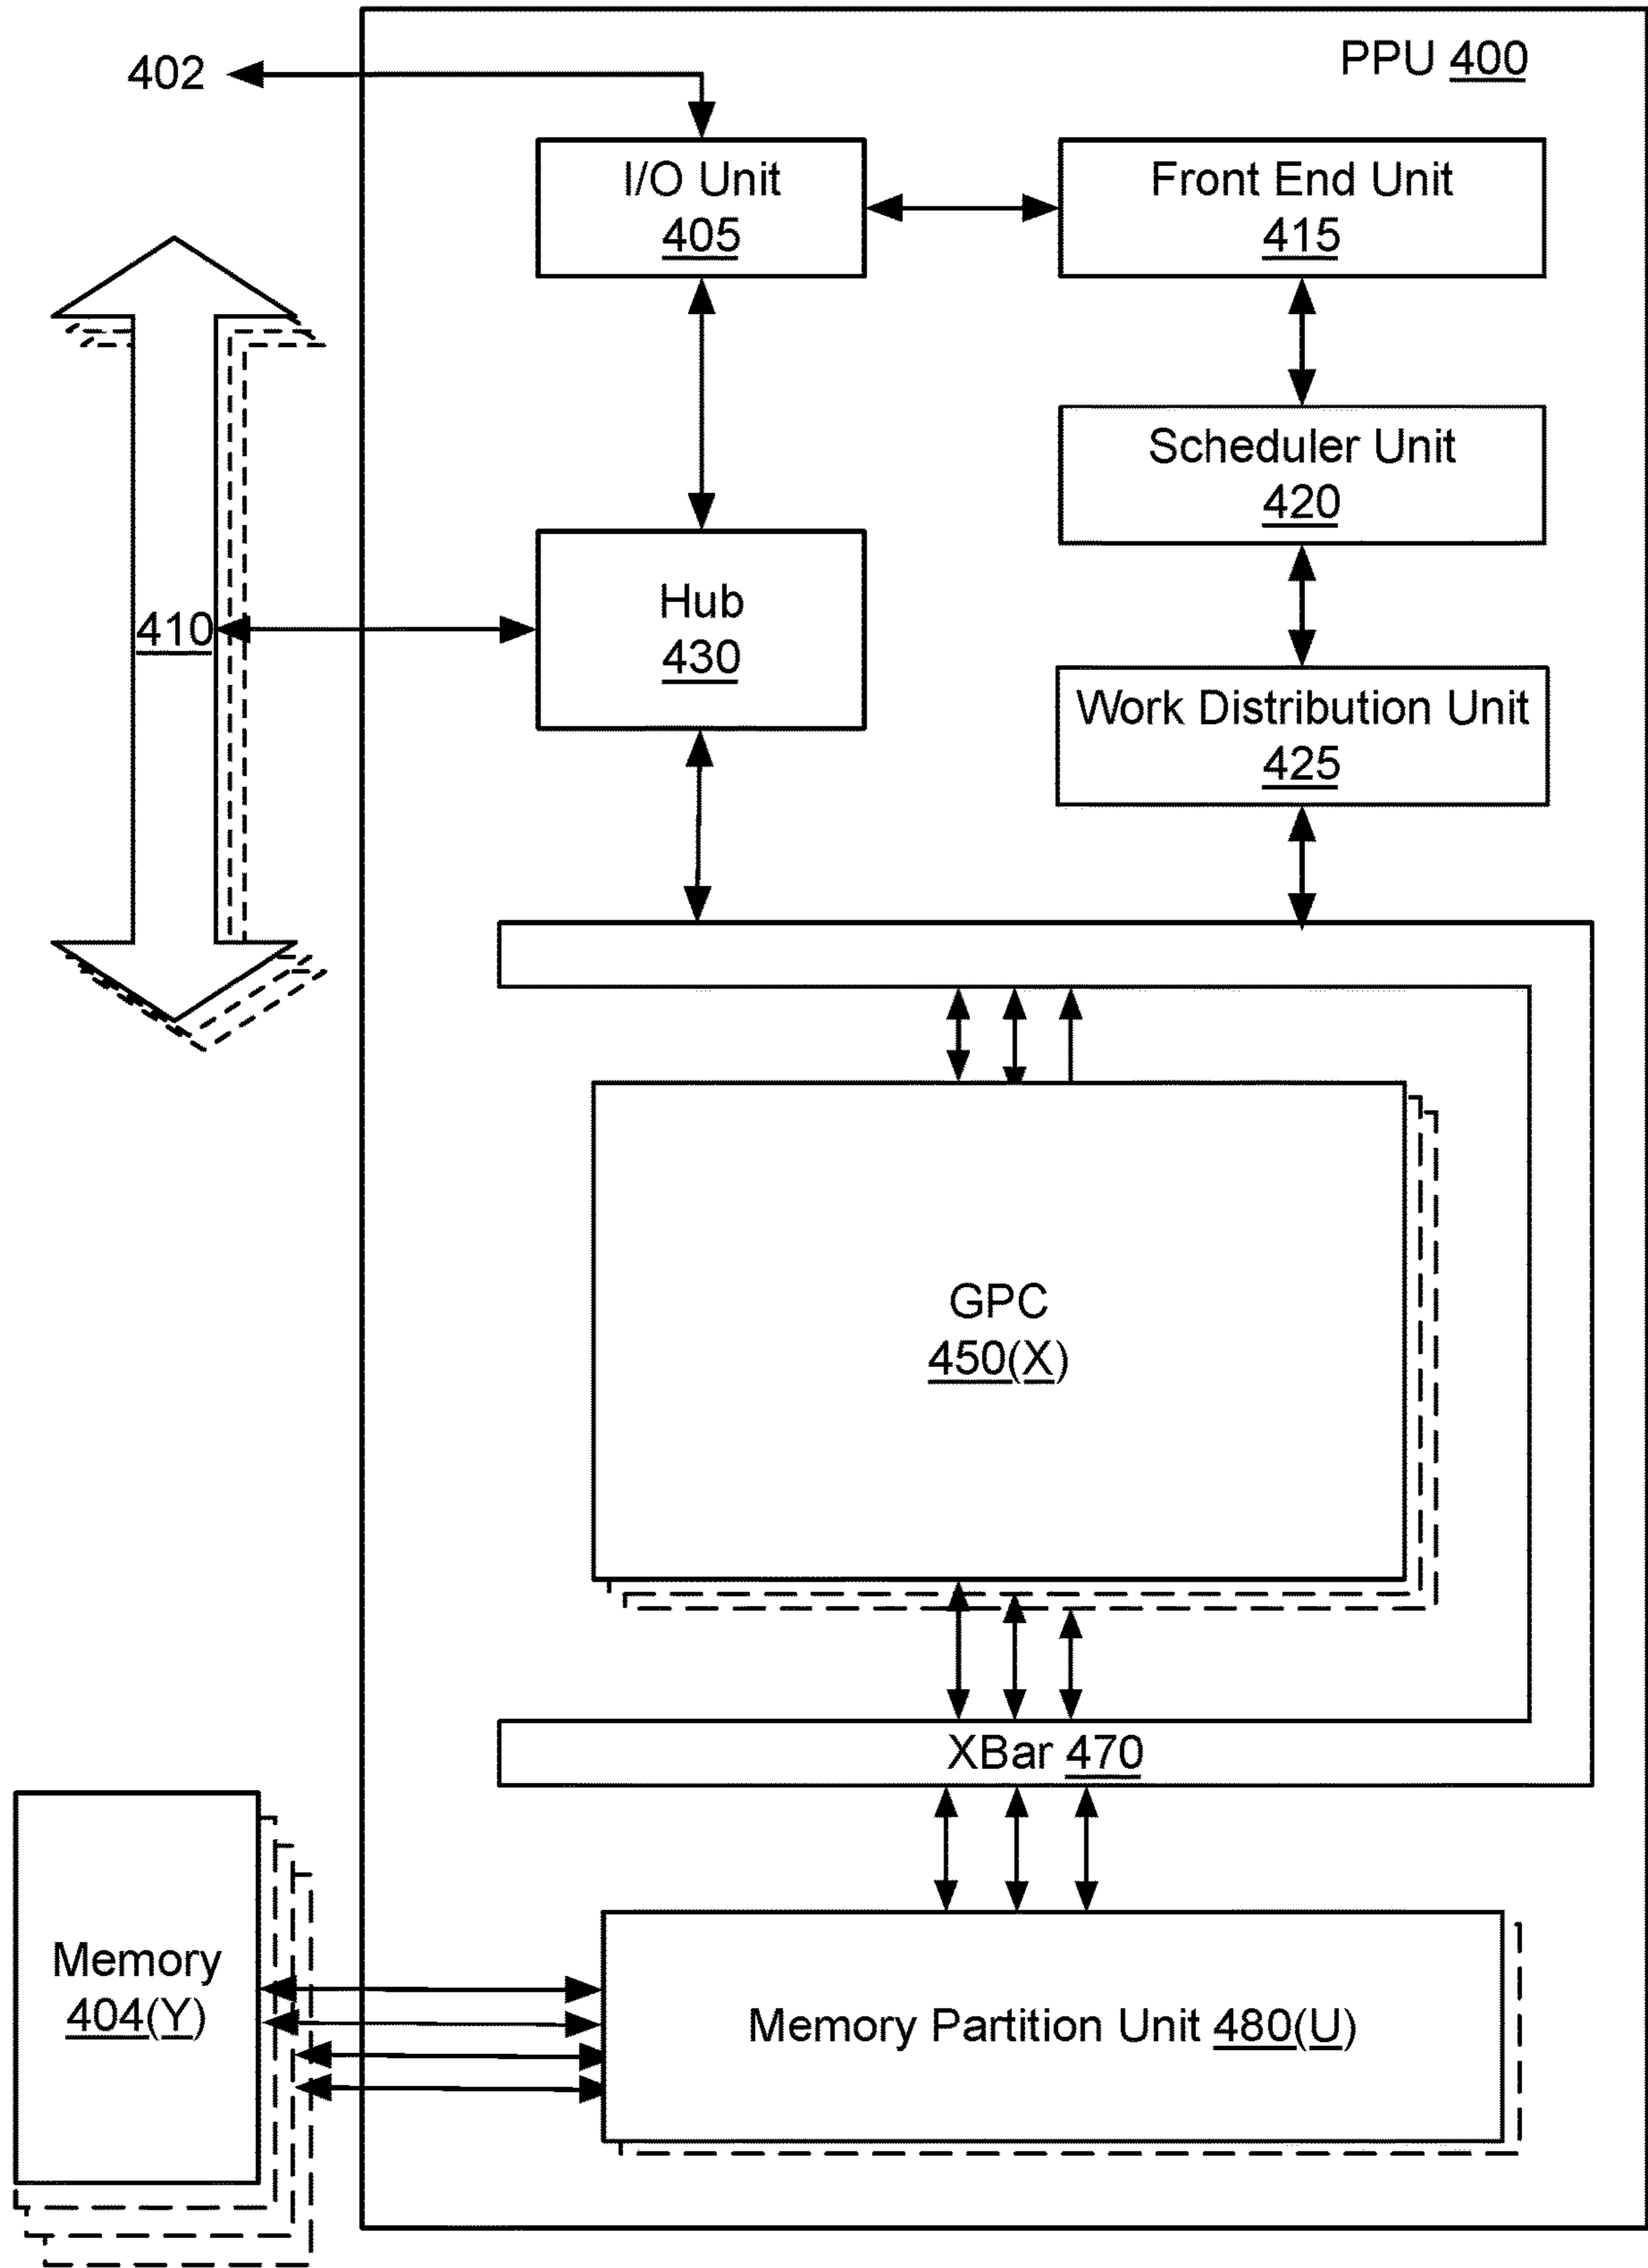 PPU 400
402
I/O Unit
405
Front End Unit
415
Scheduler Unit
420
410
Hub
430
Work Distribution Unit
425
GPC
450(X)
XBar 470
Memory
404(Y)
Memory Partition Unit 480(U)